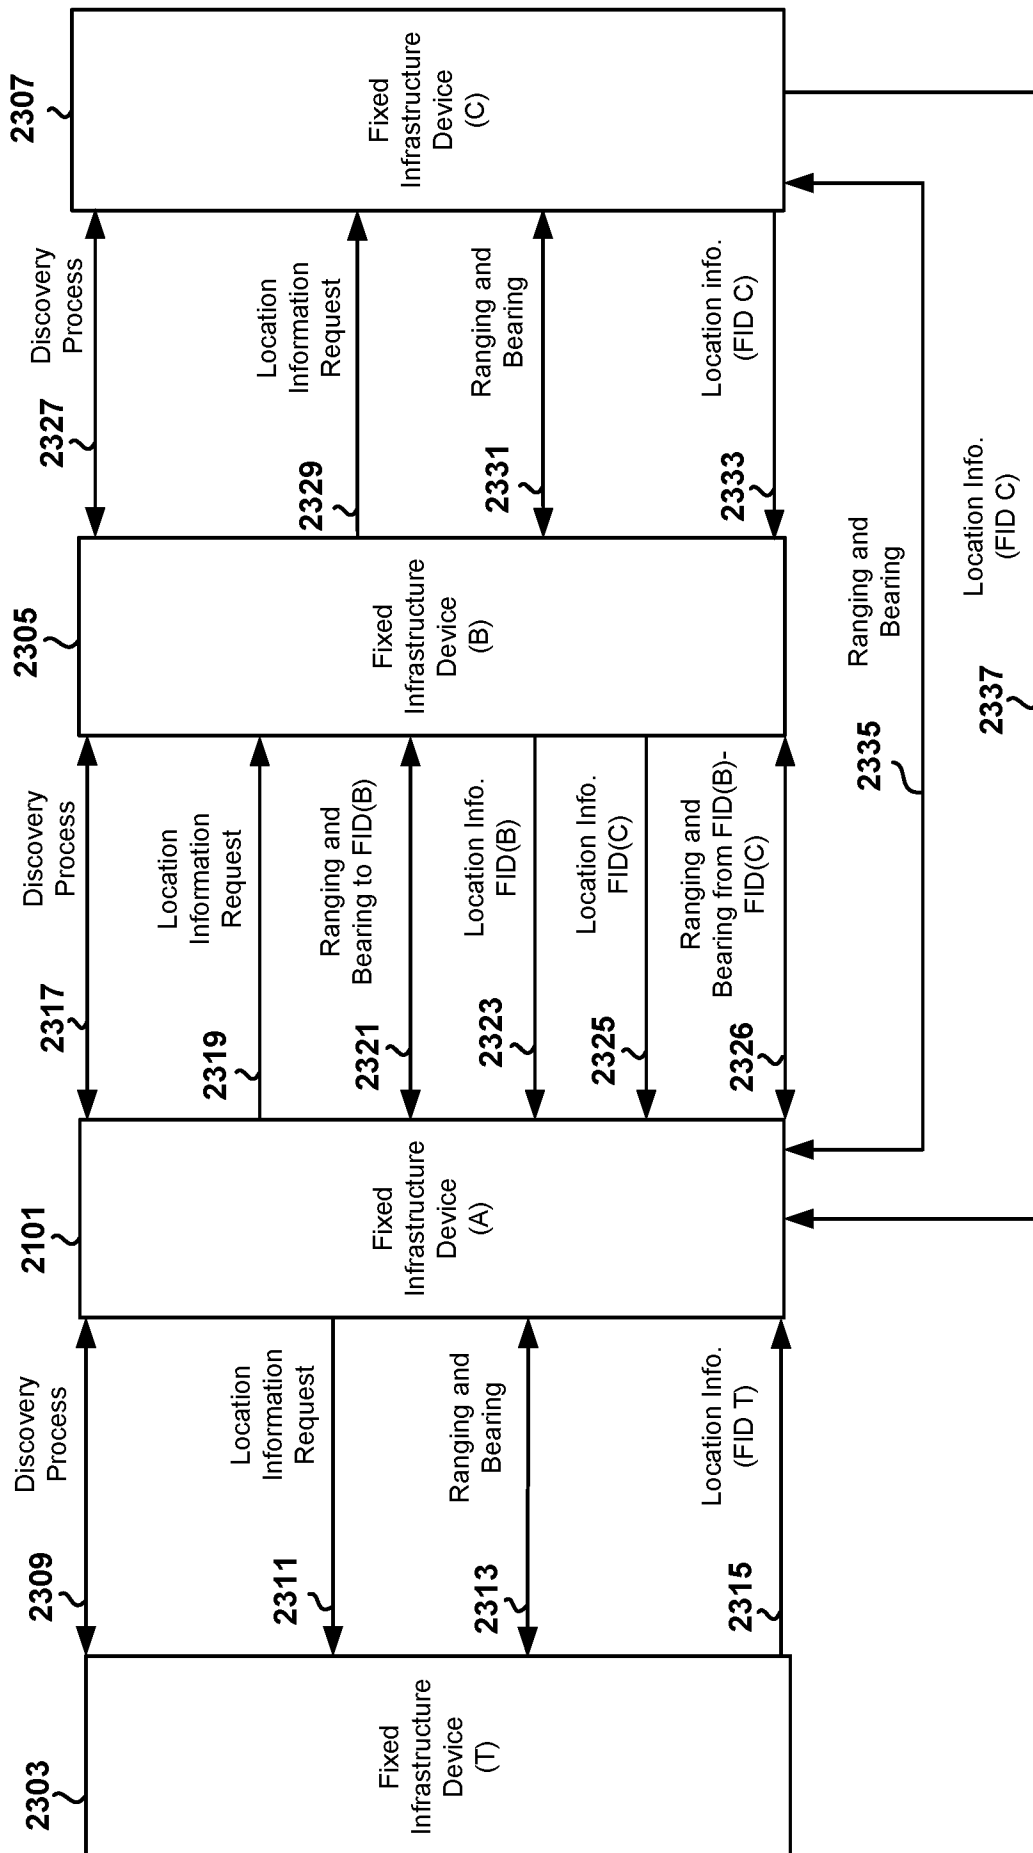 2303
Fixed
Infrastructure
Device
(T)
2309
Discovery
Process
2311
Location
Information
Request
2313
Ranging and
Bearing
2315
Location Info.
(FID T)
2101
Fixed
Infrastructure
Device
(A)
2317
Discovery
Process
2319
Location
Information
Request
2321
Ranging and
Bearing to FID(B)
2323
Location Info.
FID(B)
2325
Location Info.
FID(C)
2326
Ranging and
Bearing from FID(B)-
FID(C)
2305
Fixed
Infrastructure
Device
(B)
2327
Discovery
Process
2329
Location
Information
Request
2331
Ranging and
Bearing
2333
Location info.
(FID C)
2307
Fixed
Infrastructure
Device
(C)
2335
Ranging and
Bearing
2337
Location Info.
(FID C)